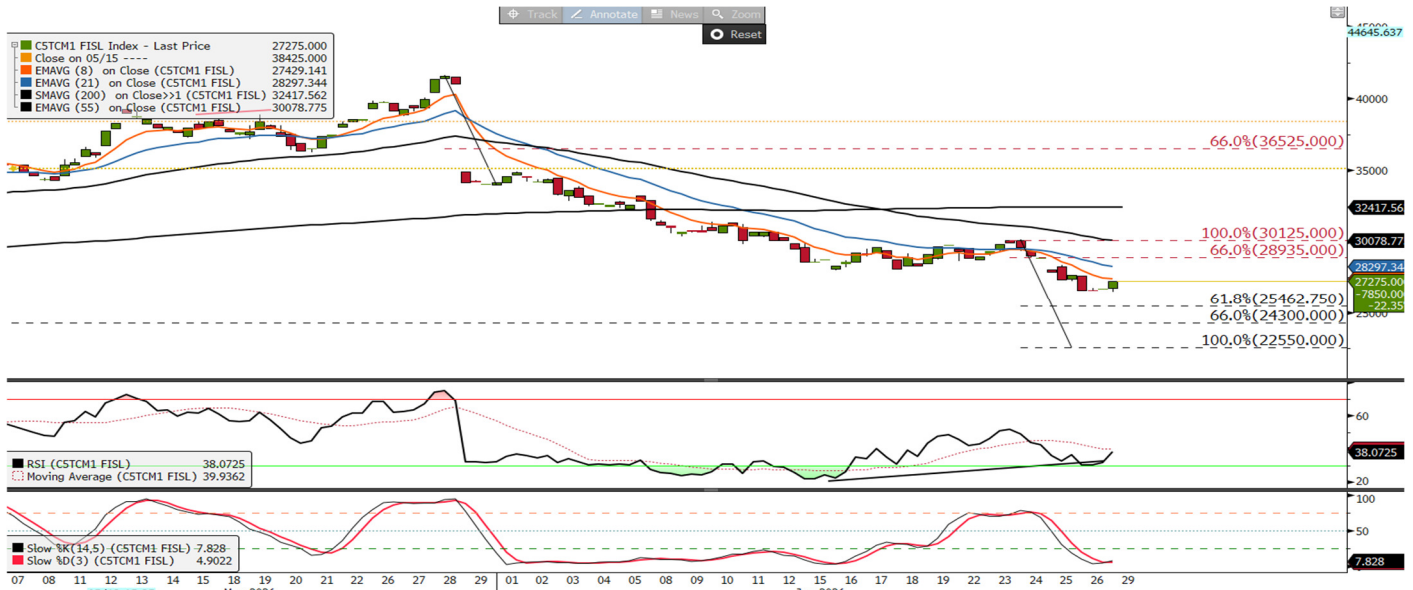 Track Annotate News Zoom
Reset
C5TCM1 FISL Index - Last Price 27275.000
Close on 05/15 ---- 38425.000
EMAVG (8) on Close (C5TCM1 FISL) 27429.141
EMAVG (21) on Close (C5TCM1 FISL) 28297.344
SMAVG (200) on Close>>1 (C5TCM1 FISL) 32417.562
EMAVG (55) on Close (C5TCM1 FISL) 30078.775
44645.637
40000
66.0%(36525.000)
35000
32417.56
100.0%(30125.000)
30078.77
66.0%(28935.000)
28297.34
27275.00
-7850.00
-22.35
61.8%(25462.750)
25000
66.0%(24300.000)
100.0%(22550.000)
60
RSI (C5TCM1 FISL) 38.0725
Moving Average (C5TCM1 FISL) 39.9362
38.0725
20
100
50
Slow %K(14,5) (C5TCM1 FISL) 7.828
Slow %D(3) (C5TCM1 FISL) 4.9022
7.828
07 08 11 12 13 14 15 18 19 20 21 22 26 27 28 29 01 02 03 04 05 08 09 10 11 12 15 16 17 18 19 22 23 24 25 26 29